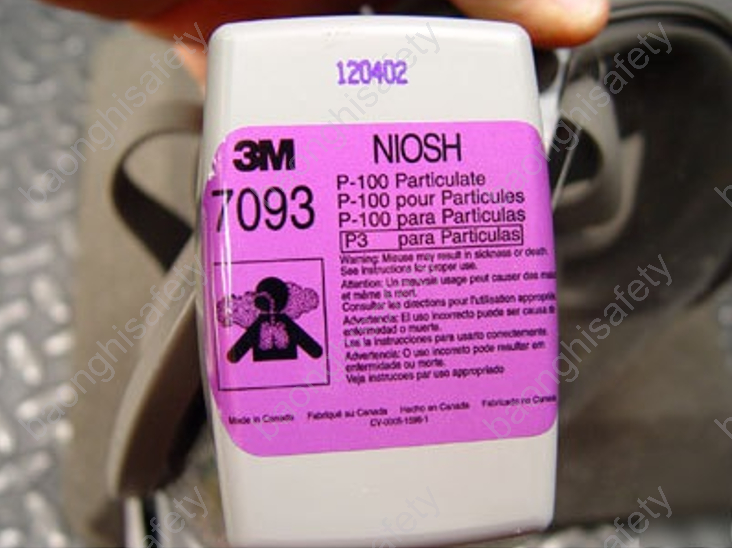 120402
3M
NIOSH
7093
P-100 Particulate
P-100 pour Particules
P-100 para Particulas
P3 para Particulas
Warning: Misuse may result in sickness or death.
See Instructions for proper use.
Attention: Un mauvais usage peut causer des
et même la mort.
Consulter les directions pour l'utilisation
Advertencia: El uso incorrecto puede ser causa
enfermedad o muerte.
Lea la instrucciones para usarlo correctamente.
Advertencia: O uso incorreto pode resultar em
enfermidade ou morte.
Veja instrucoes par uso appropriado
Made in Canada Fabriqué au Canada Hecho en Canada Fabricado no Canada
CV-0005-1596-1
baonghisafety